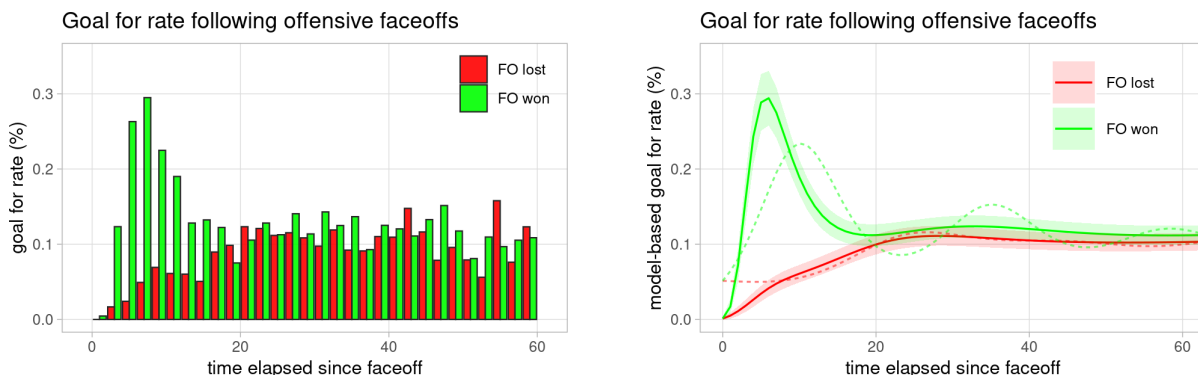 Goal for rate following offensive faceoffs
goal for rate (%)
0.3
0.2
0.1
0.0
0
20
40
60
time elapsed since faceoff
FO lost
FO won
Goal for rate following offensive faceoffs
model-based goal for rate (%)
0.3
0.2
0.1
0.0
0
20
40
60
time elapsed since faceoff
FO lost
FO won